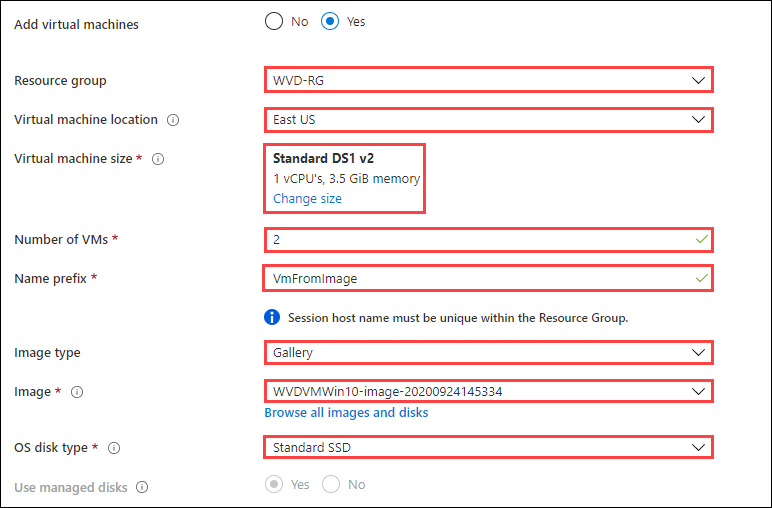 Add virtual machines No Yes
Resource group WVD-RG
Virtual machine location East US
Virtual machine size * Standard DS1 v2
1 vCPU's, 3.5 GiB memory
Change size
Number of VMs * 2
Name prefix * VmFromImage
Session host name must be unique within the Resource Group.
Image type Gallery
Image * WVDVMWin10-image-20200924145334
Browse all images and disks
OS disk type * Standard SSD
Use managed disks Yes No